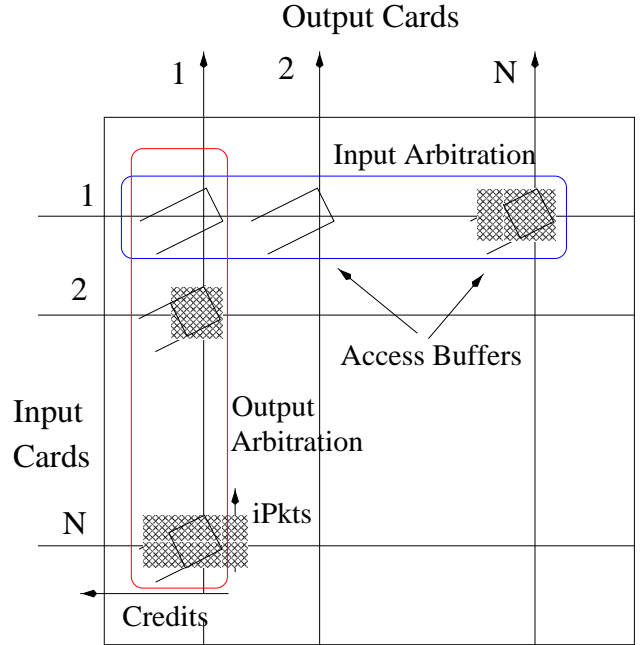 Output Cards
1
2
N
Input Arbitration
1
2
Access Buffers
Input
Cards
Output
Arbitration
N
iPkts
Credits